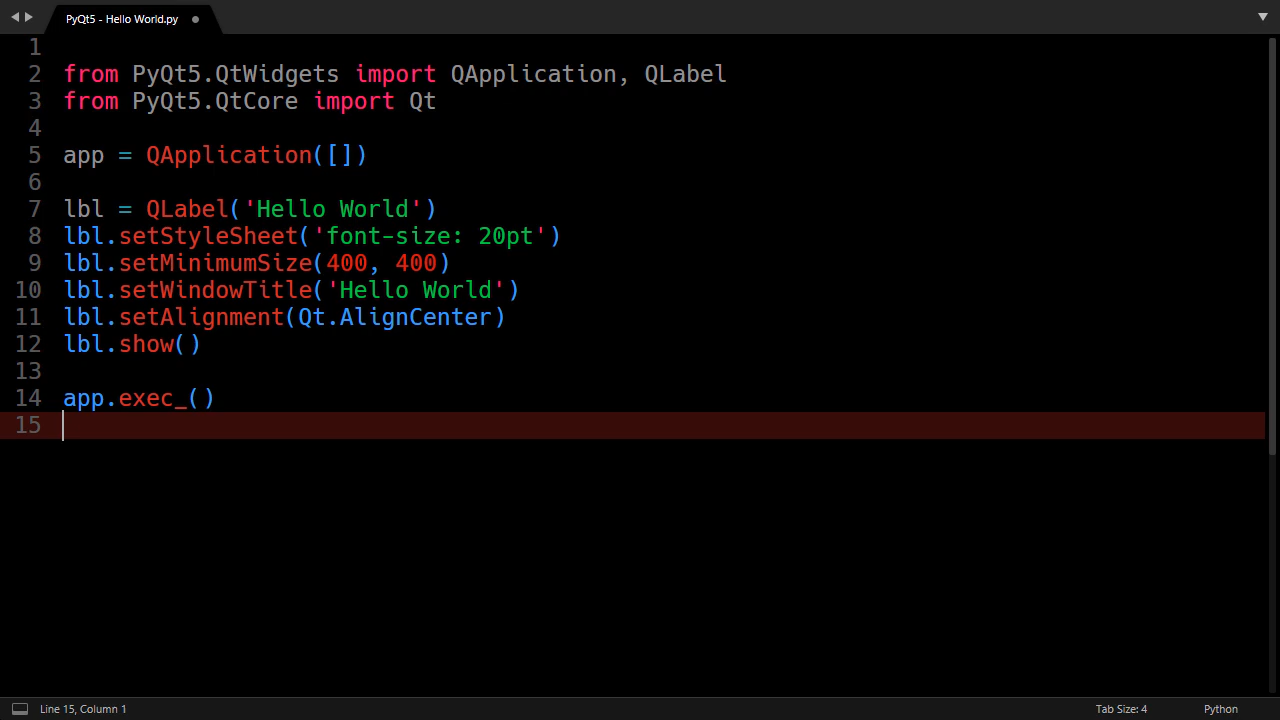 PyQt5 - Hello World.py
1
2 from PyQt5.QtWidgets import QApplication, QLabel
3 from PyQt5.QtCore import Qt
4
5 app = QApplication([])
6
7 lbl = QLabel('Hello World')
8 lbl.setStyleSheet('font-size: 20pt')
9 lbl.setMinimumSize(400, 400)
10 lbl.setWindowTitle('Hello World')
11 lbl.setAlignment(Qt.AlignCenter)
12 lbl.show()
13
14 app.exec_()
15
Line 15, Column 1 Tab Size: 4 Python